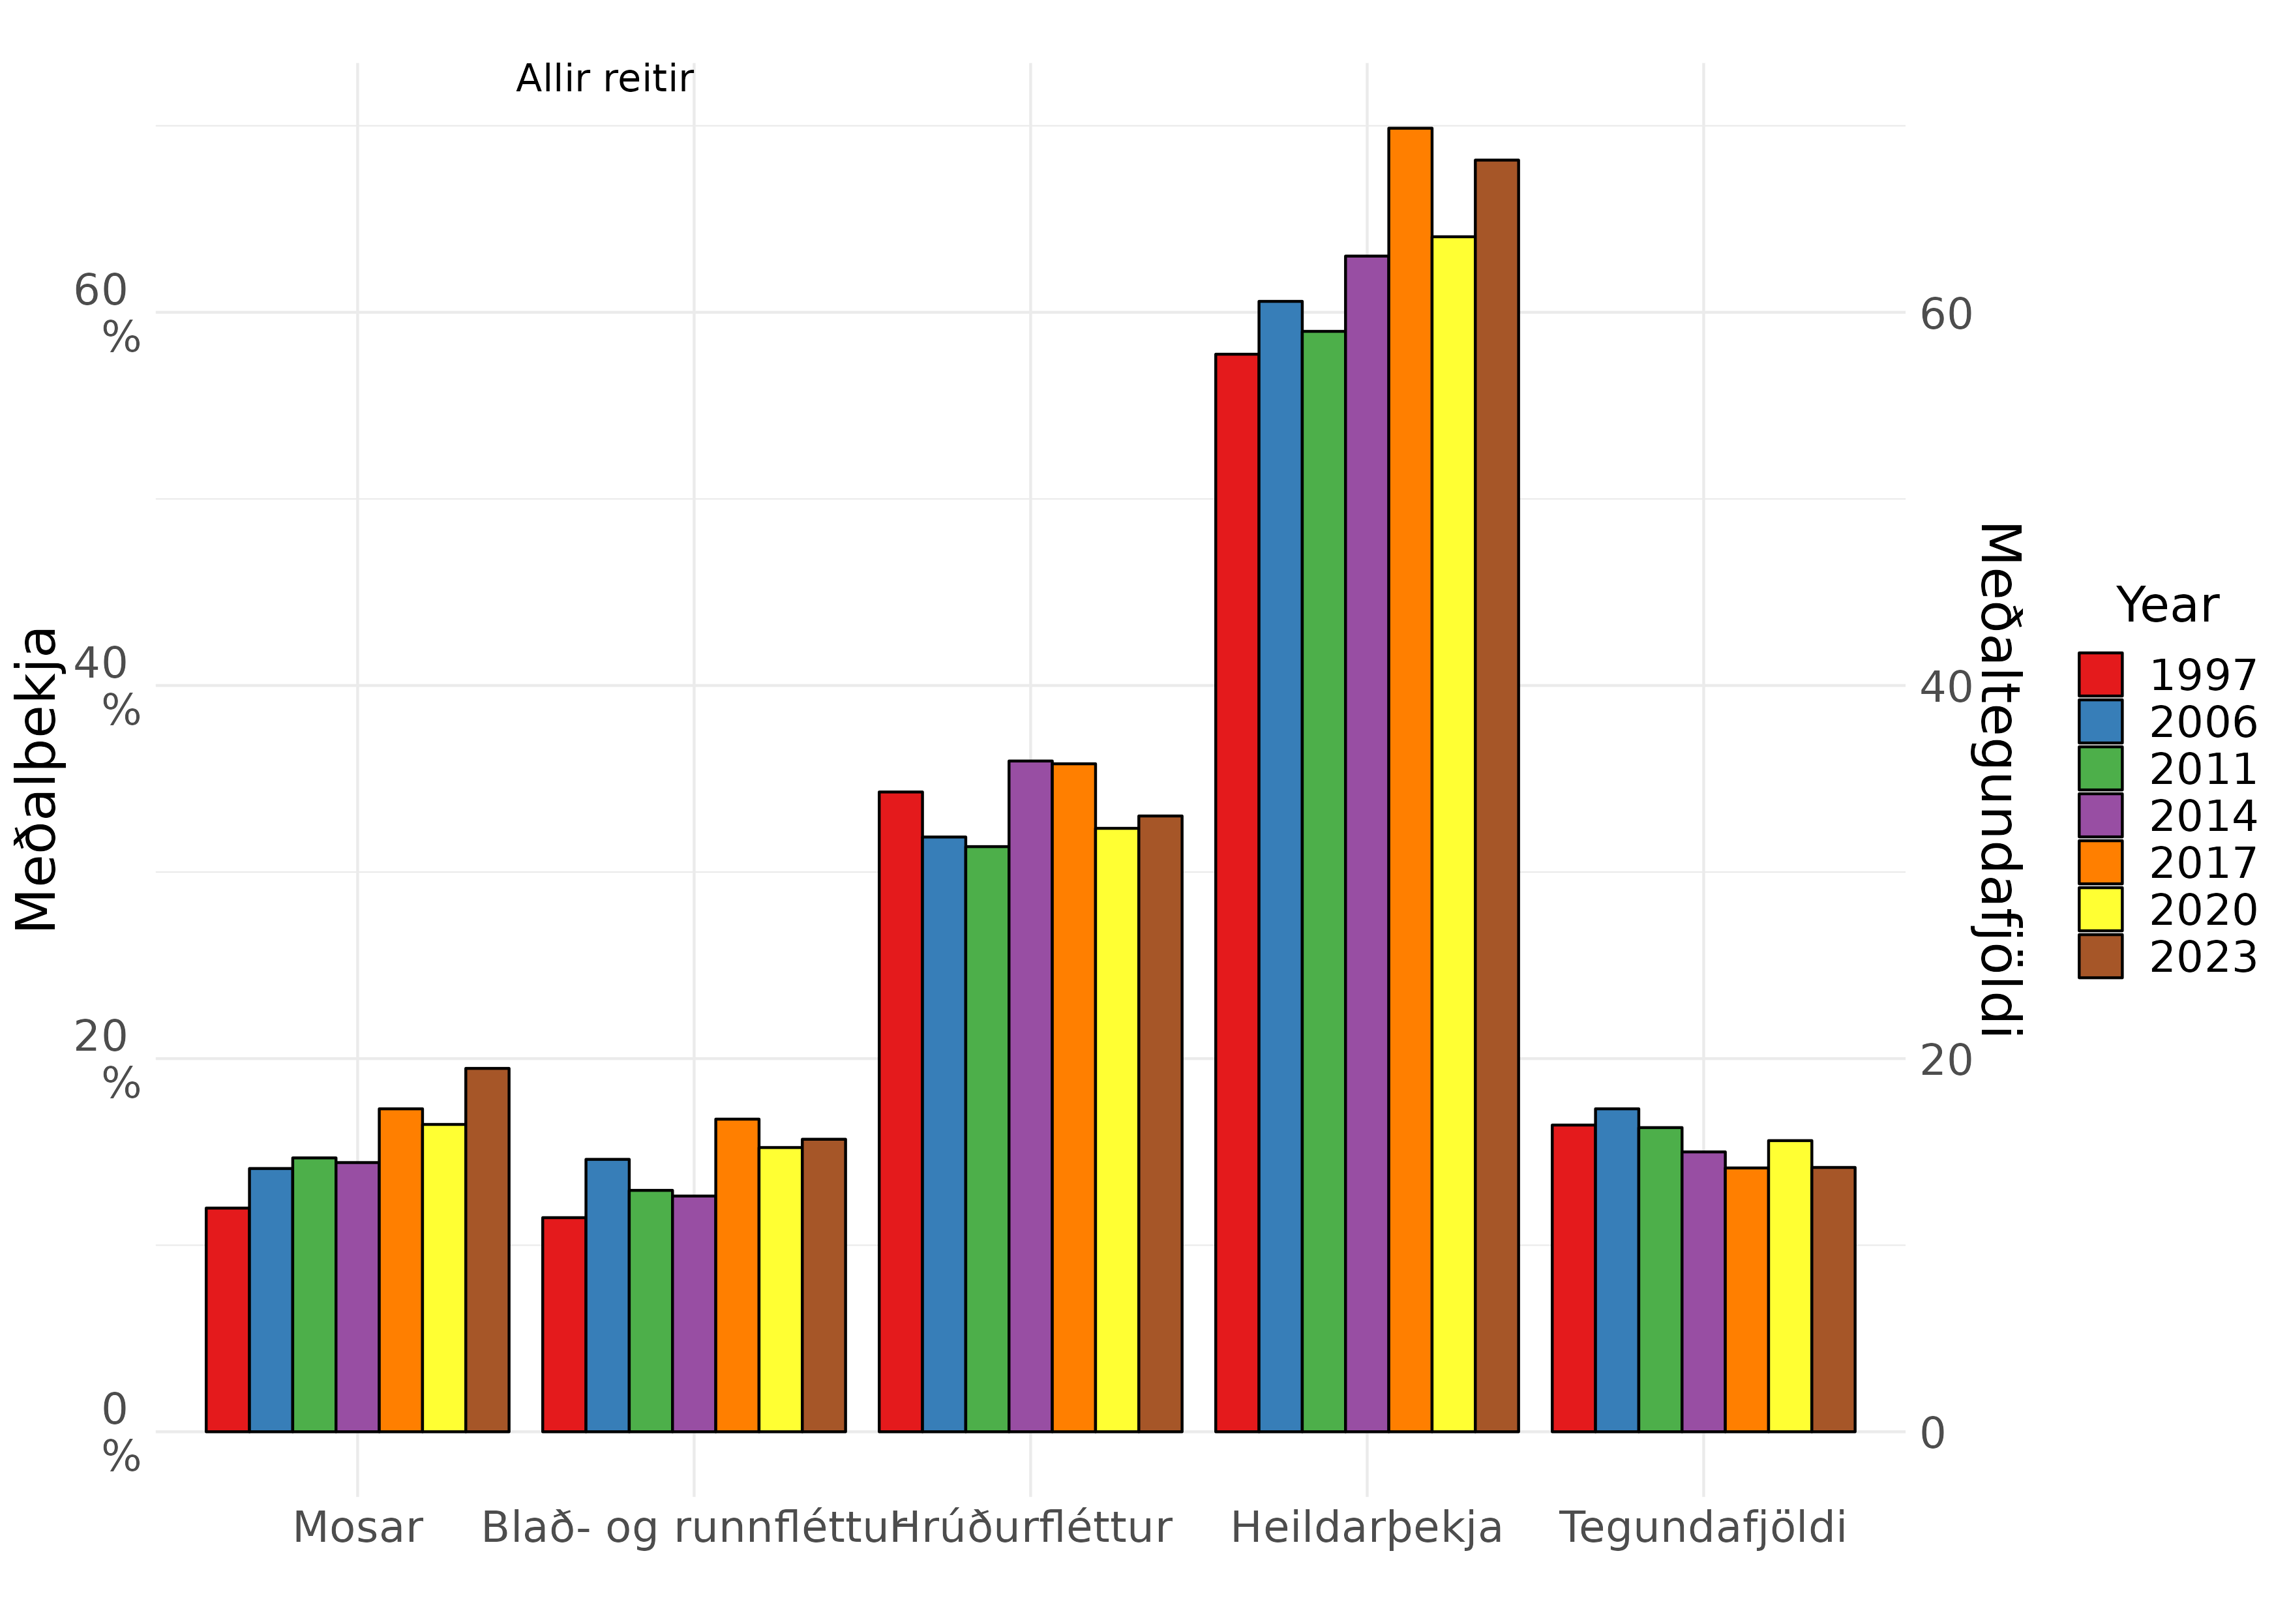 Allir reitir
Meðalþekja
60
%
40
%
20
%
0
%
60
40
20
0
Meðaltegundafjöldi
Mosar
Blað- og runnfléttur
Hrúðurfléttur
Heildarþekja
Tegundafjöldi
Year
1997
2006
2011
2014
2017
2020
2023